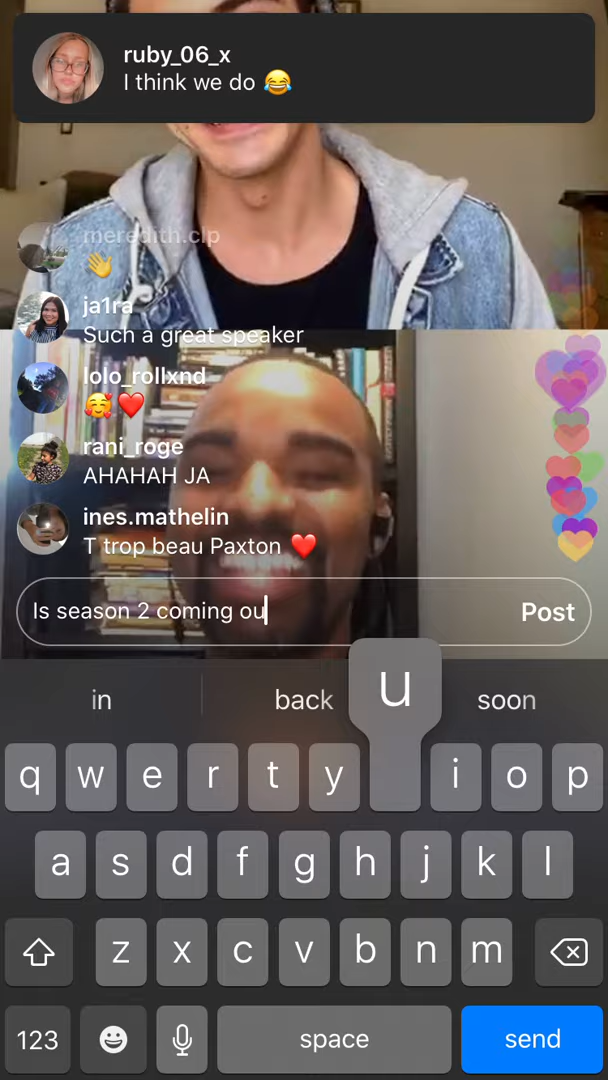 ruby_06_x
I think we do 😂
meredith.clp
👋
ja1ra
Such a great speaker
lolo_rollxnd
🥰 ❤️
rani_roge
AHAHAH JA
ines.mathelin
T trop beau Paxton ❤️
Is season 2 coming ou
Post
in back soon
u
q w e r t y i o p
a s d f g h j k l
z x c v b n m
123 space send